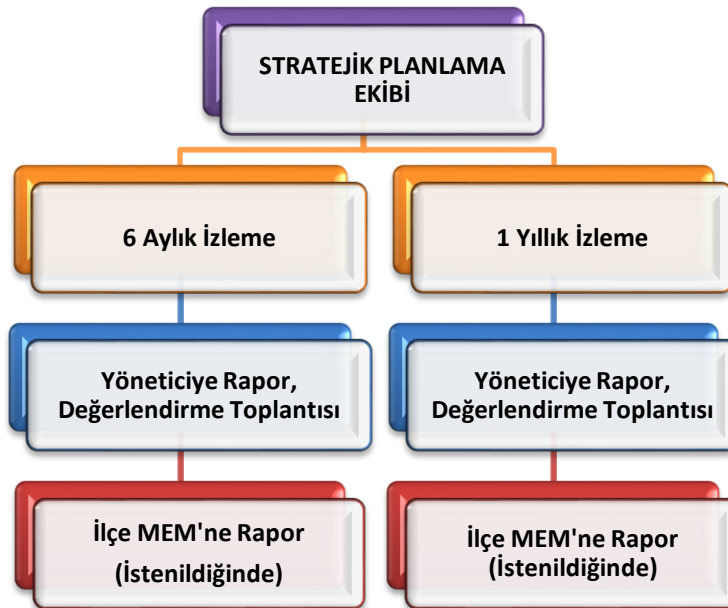 STRATEJİK PLANLAMA
EKİBİ
6 Aylık İzleme
1 Yıllık İzleme
Yöneticiye Rapor,
Değerlendirme Toplantısı
Yöneticiye Rapor,
Değerlendirme Toplantısı
İlçe MEM'ne Rapor
(İstenildiğinde)
İlçe MEM'ne Rapor
(İstenildiğinde)